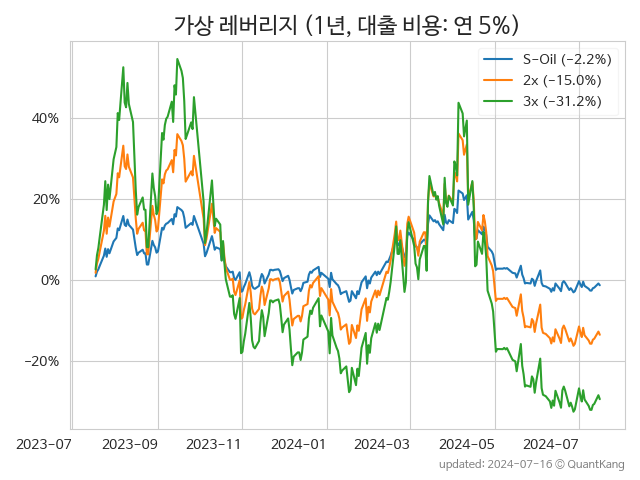 가상 레버리지 (1년, 대출 비용: 연 5%)
S-Oil (-2.2%)
2x (-15.0%)
3x (-31.2%)
40%
20%
0%
-20%
2023-07 2023-09 2023-11 2024-01 2024-03 2024-05 2024-07
updated: 2024-07-16 © QuantKang